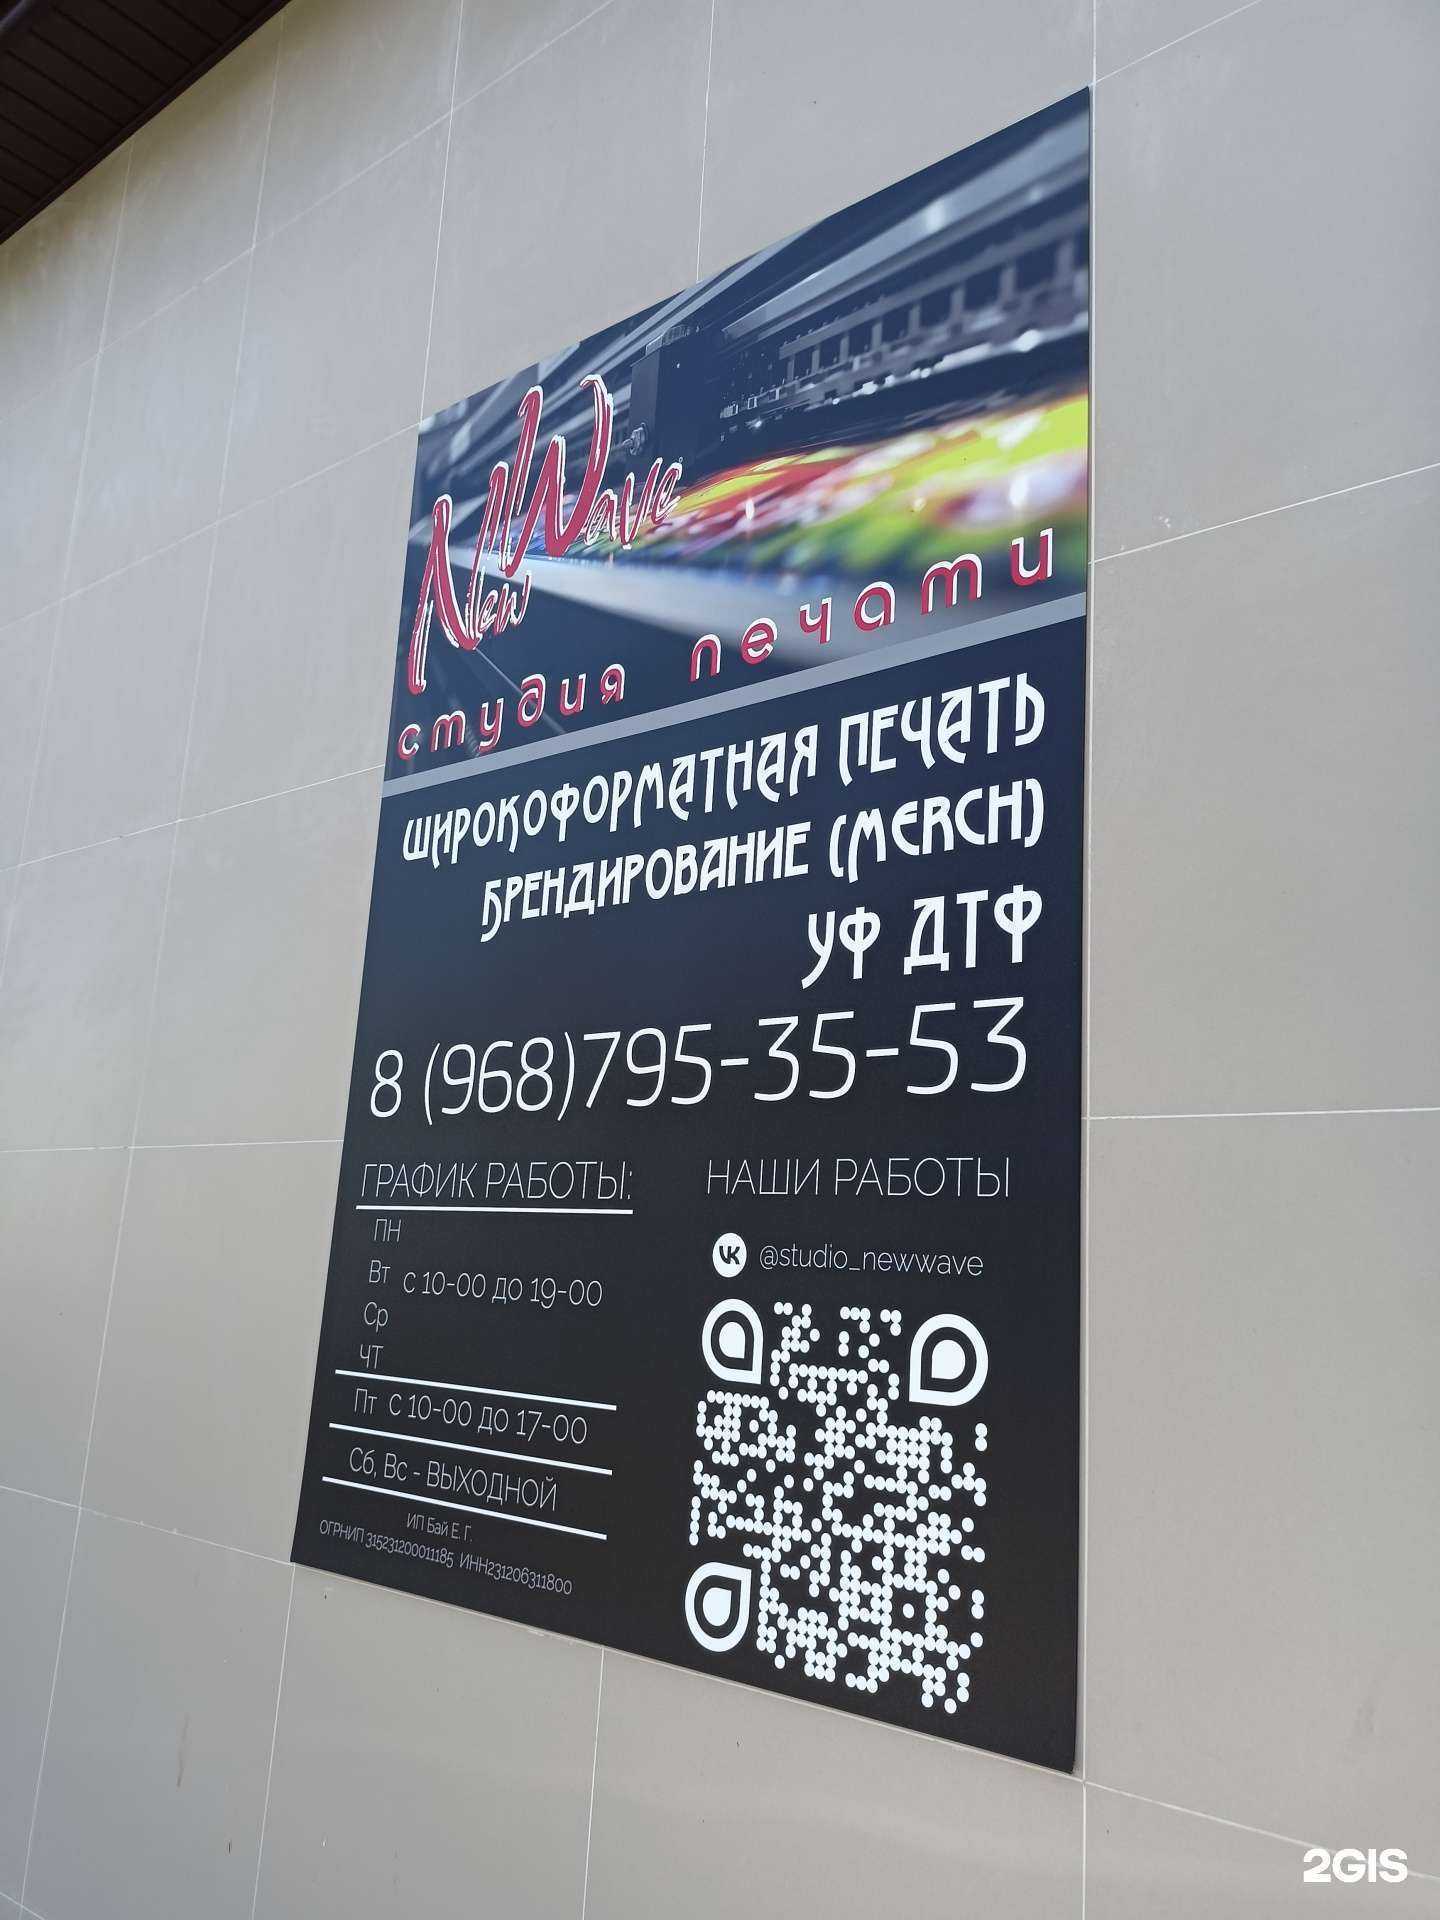 New Wave
студия печати
ШИРОКОФОРМАТНАЯ ПЕЧАТЬ
БРЕНДИРОВАНИЕ (MERCH)
УФ ДТФ
8 (968)795-35-53
ГРАФИК РАБОТЫ:
ПН
Вт с 10-00 до 19-00
Ср
ЧТ
Пт с 10-00 до 17-00
Сб, Вс - ВЫХОДНОЙ
ИП Бай Е. Г.
ОГРНИП 315231200011185 ИНН231206311800
НАШИ РАБОТЫ
@studio_newwave
2GIS